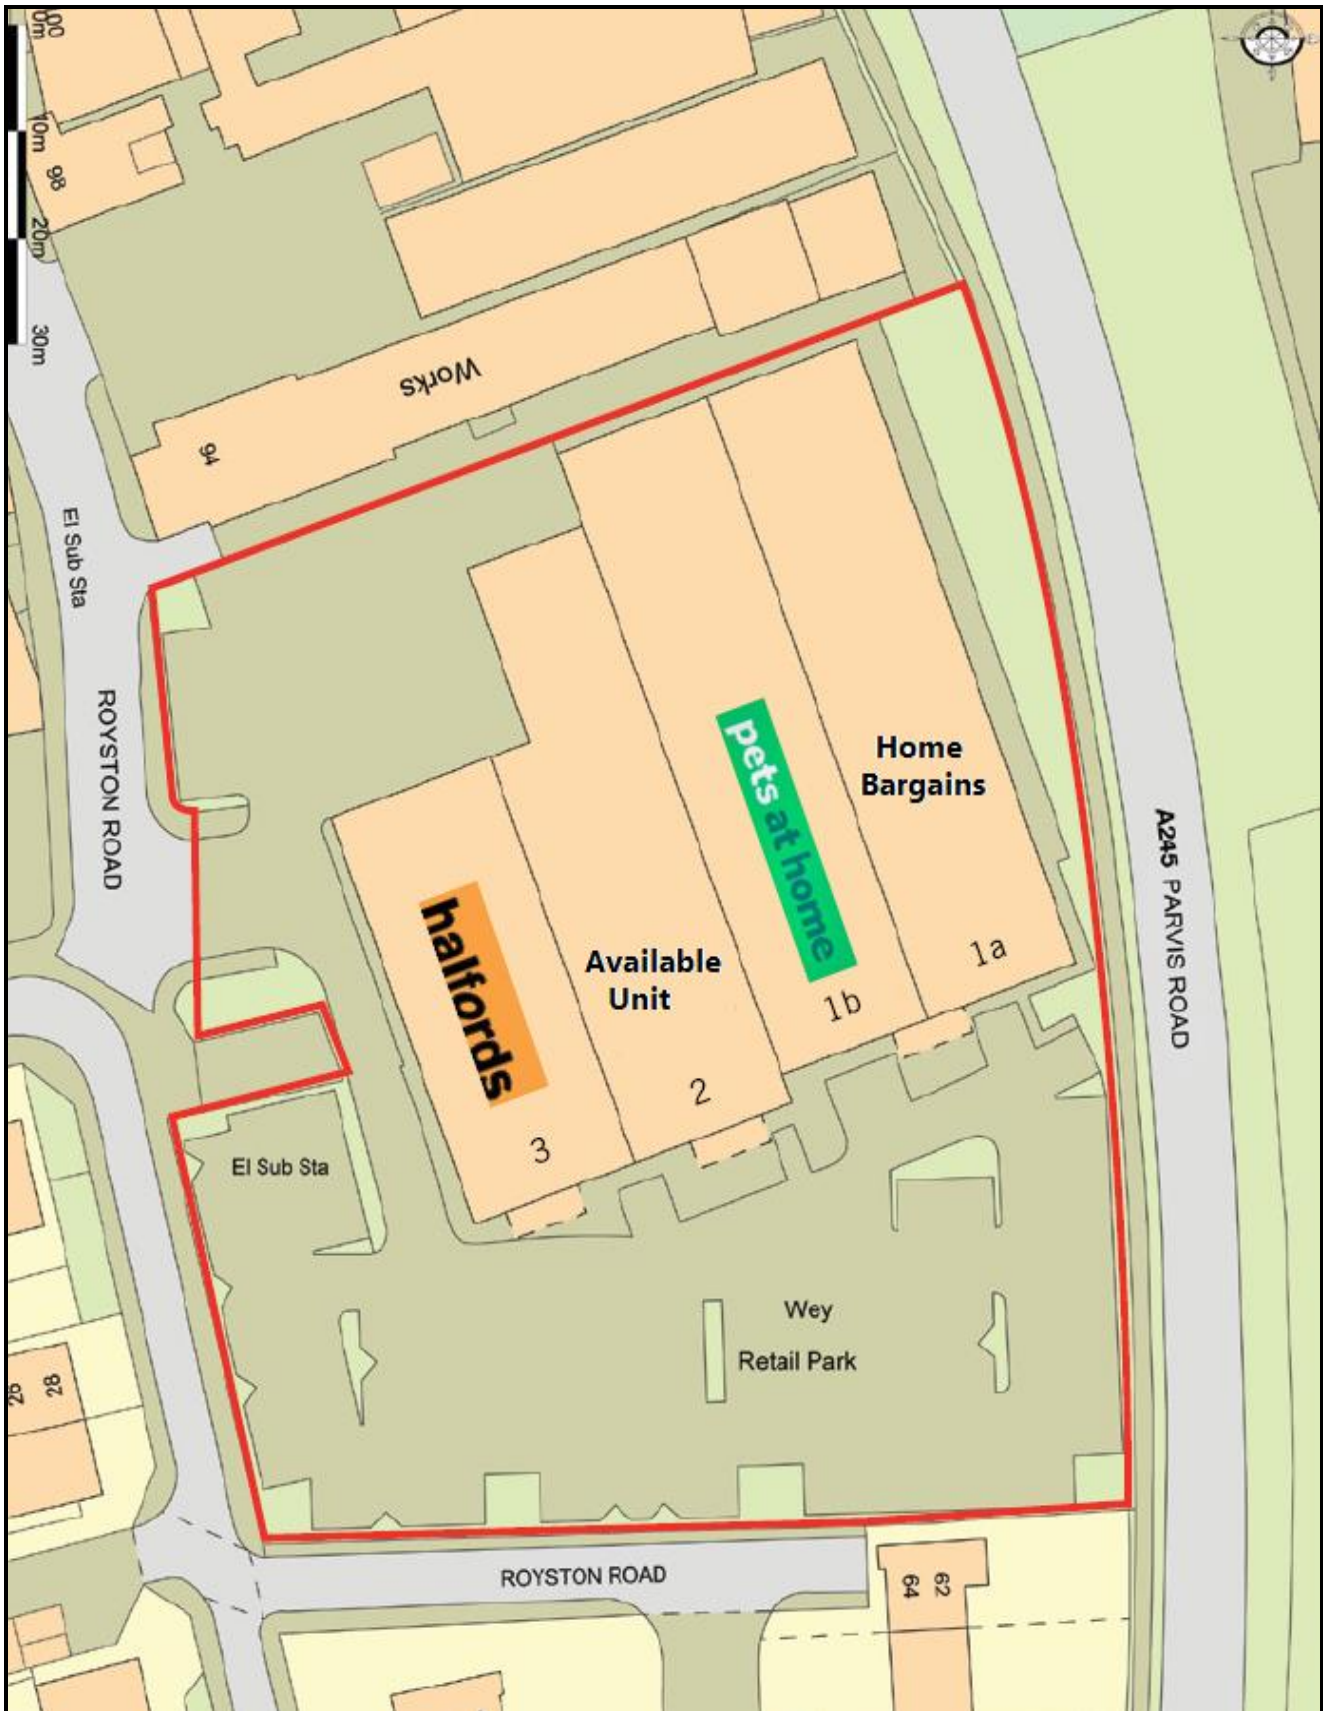 0m
00
10m
98
20m
30m
Works
94
El Sub Sta
ROYSTON ROAD
pets at home
Home
Bargains
A245 PARVIS ROAD
halfords
Available
Unit
1a
1b
2
3
El Sub Sta
Wey
Retail Park
28
26
ROYSTON ROAD
64
62